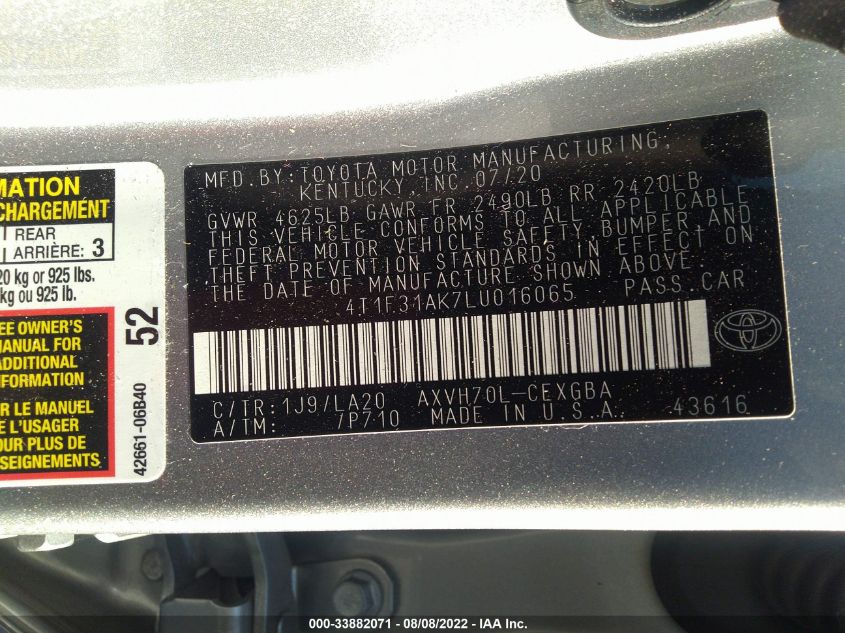 MATION
CHARGEMENT
REAR
ARRIÈRE: 3
20 kg or 925 lbs.
kg ou 925 lb.
EE OWNER'S
MANUAL FOR
ADDITIONAL
NFORMATION
R LE MANUEL
E L'USAGER
OUR PLUS DE
SEIGNEMENTS
52
42661-06B40
MFD.BY:TOYOTA MOTOR MANUFACTURING,
KENTUCKY, INC.07/20
GVWR 4625LB GAWR FR 2490LB RR 2420LB
THIS VEHICLE CONFORMS TO ALL APPLICABLE
FEDERAL MOTOR VEHICLE SAFETY, BUMPER, AND
THEFT PREVENTION STANDARDS IN EFFECT ON
THE DATE OF MANUFACTURE SHOWN ABOVE.
4T1F31AK7LU016065 PASS.CAR
C/TR:1J9/LA20 AXVH70L-CEXGBA
A/TM: /P710 MADE IN U.S.A. 43616
000-33882071 - 08/08/2022 - IAA Inc.